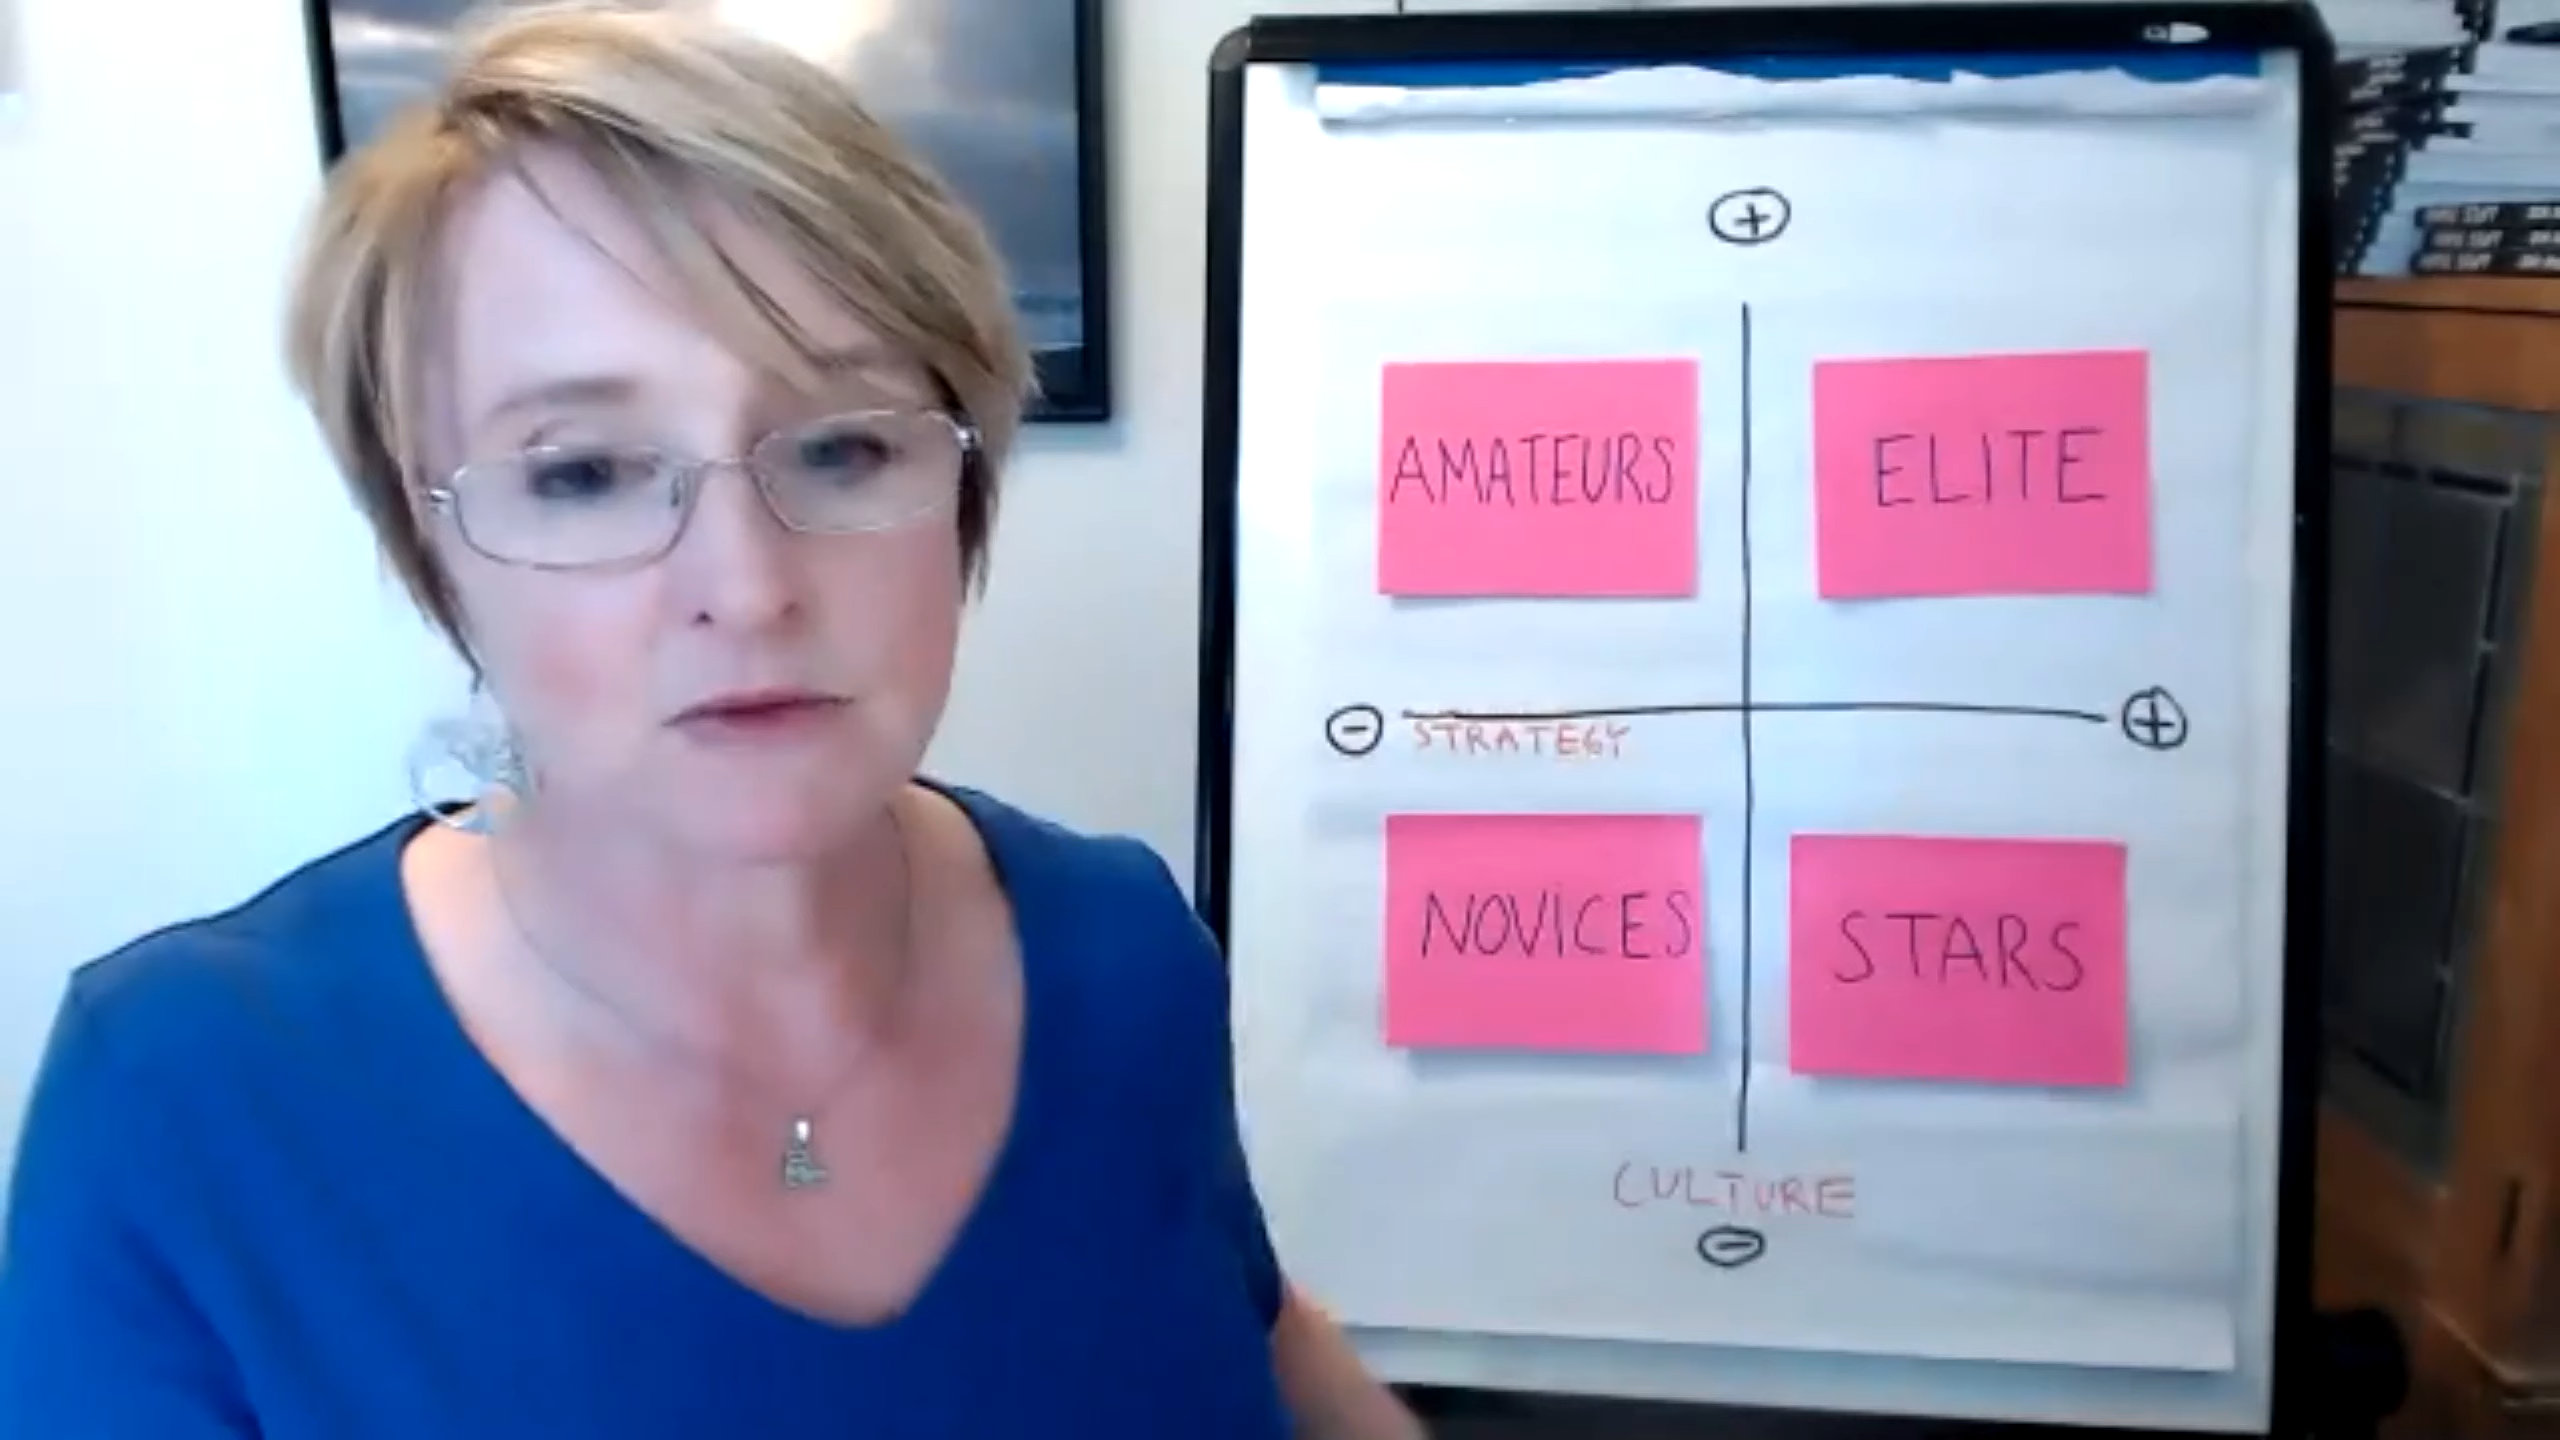 +
AMATEURS
ELITE
-
STRATEGY
+
NOVICES
STARS
CULTURE
-